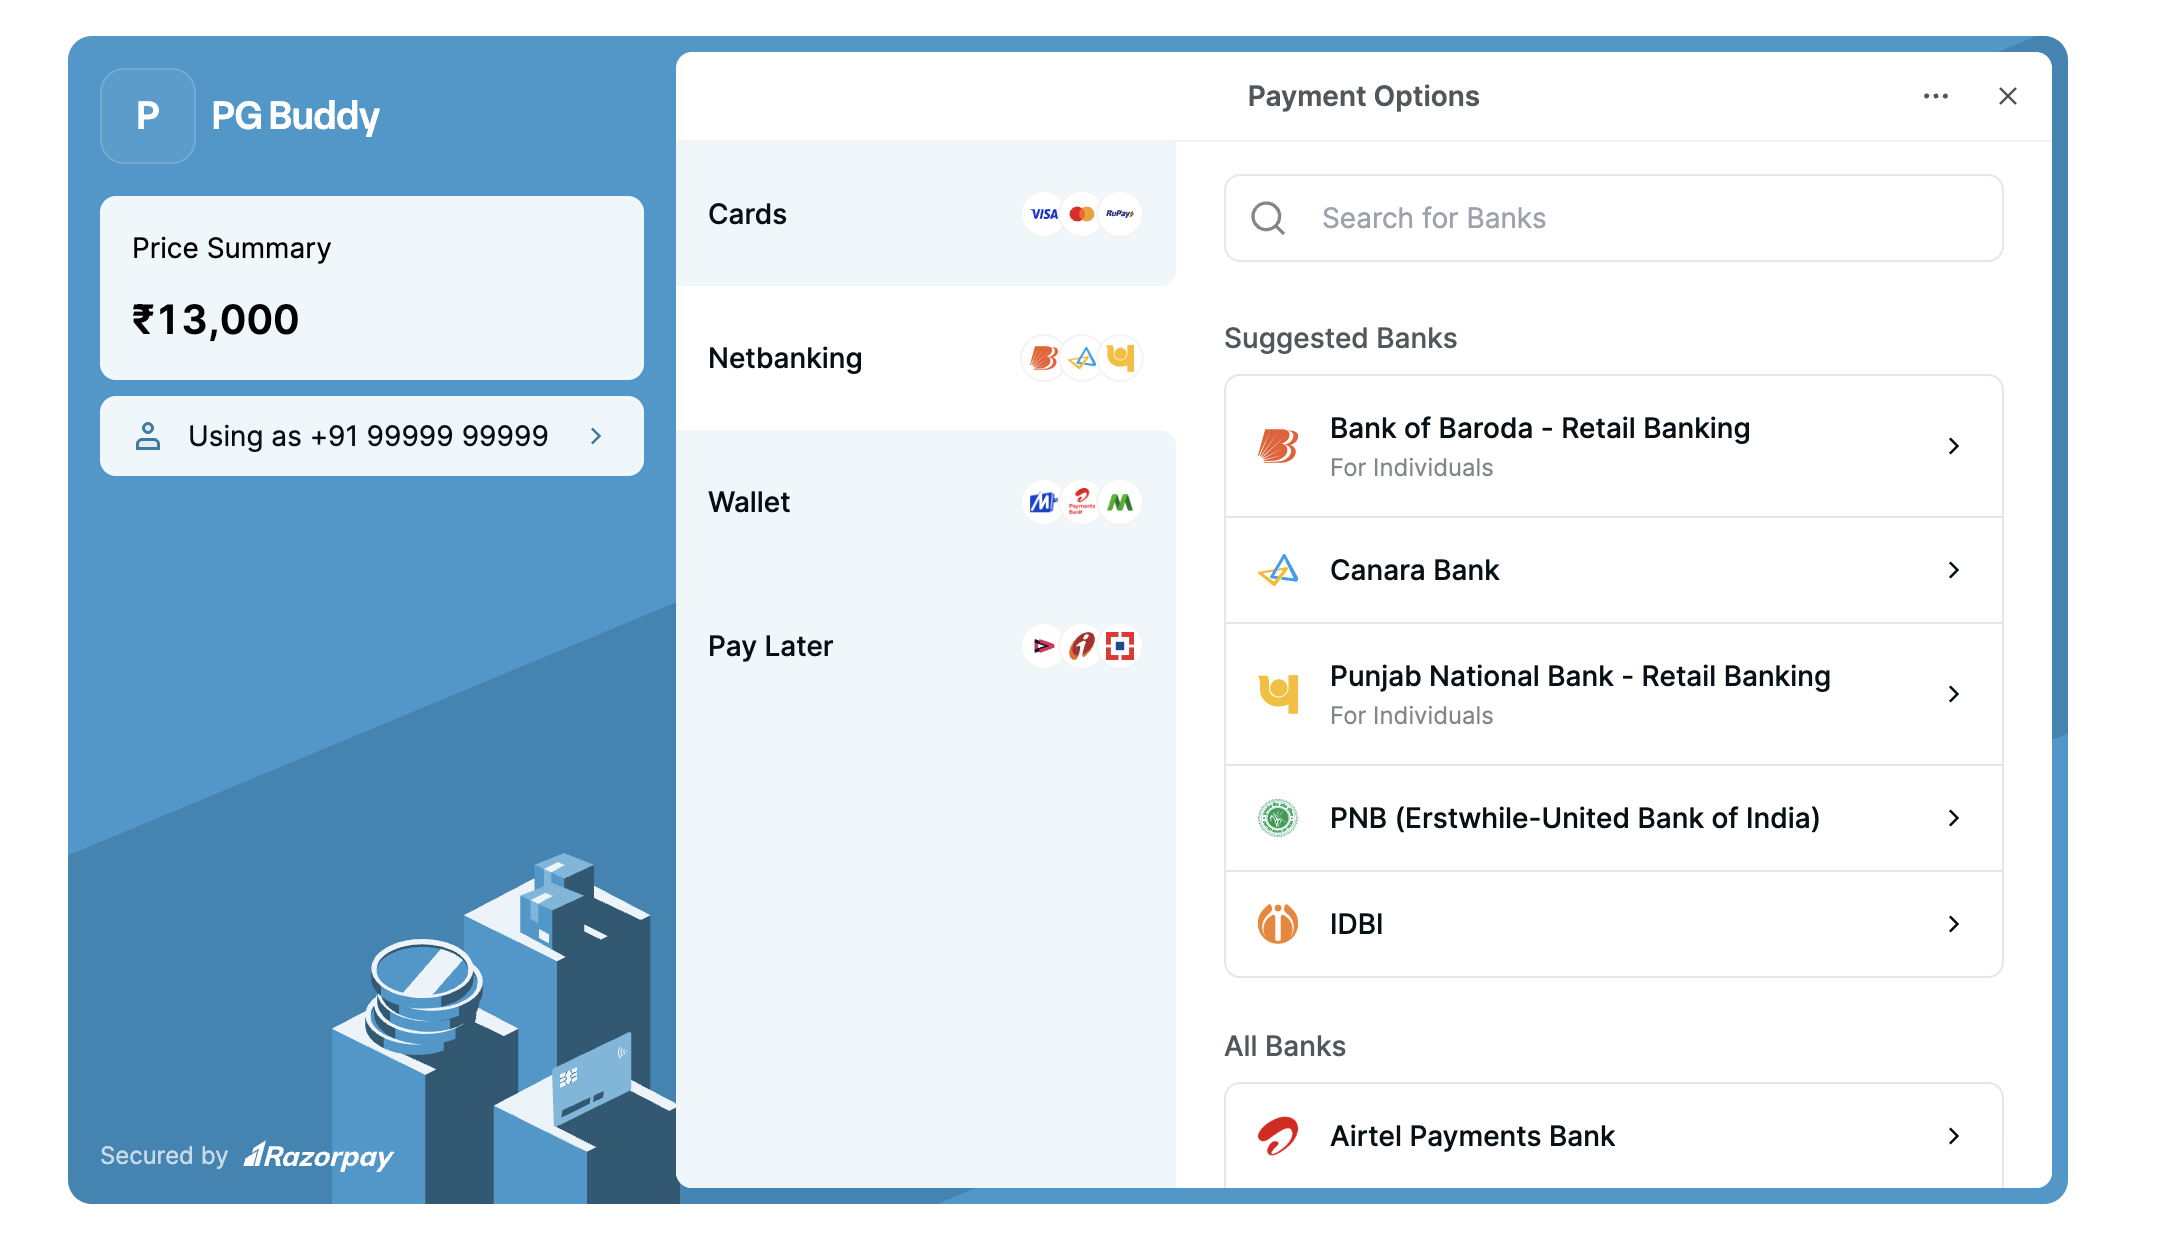 P
PG Buddy
Price Summary
₹13,000
Using as +91 99999 99999
Secured by Razorpay
Payment Options
Cards
VISA
RuPay
Netbanking
Wallet
Payments
Bank
Pay Later
Search for Banks
Suggested Banks
Bank of Baroda - Retail Banking
For Individuals
Canara Bank
Punjab National Bank - Retail Banking
For Individuals
PNB (Erstwhile-United Bank of India)
IDBI
All Banks
Airtel Payments Bank